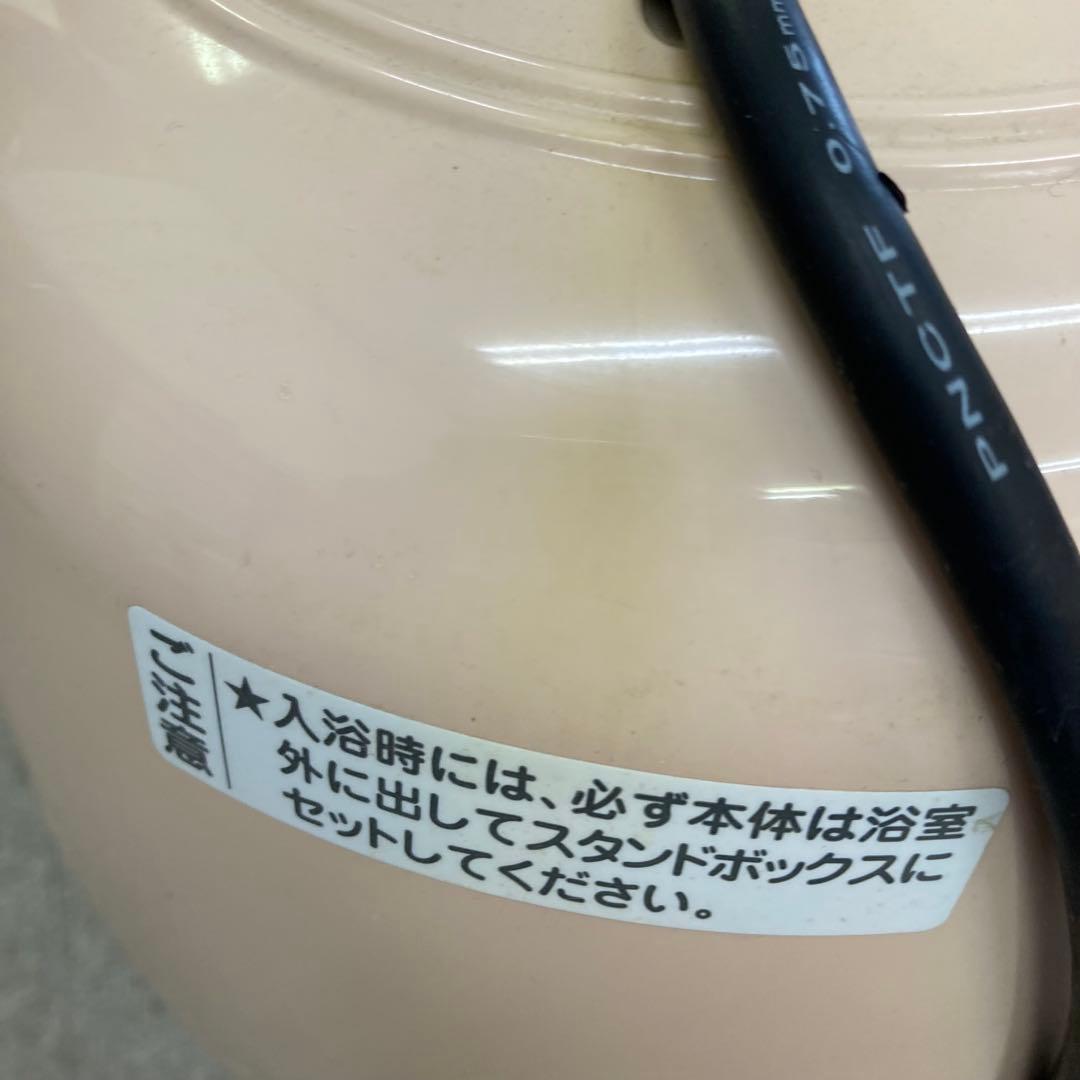 PNCTF 0.75
ご注意
★入浴時には、必ず本体は浴室
外に出してスタンドボックスに
セットしてください。